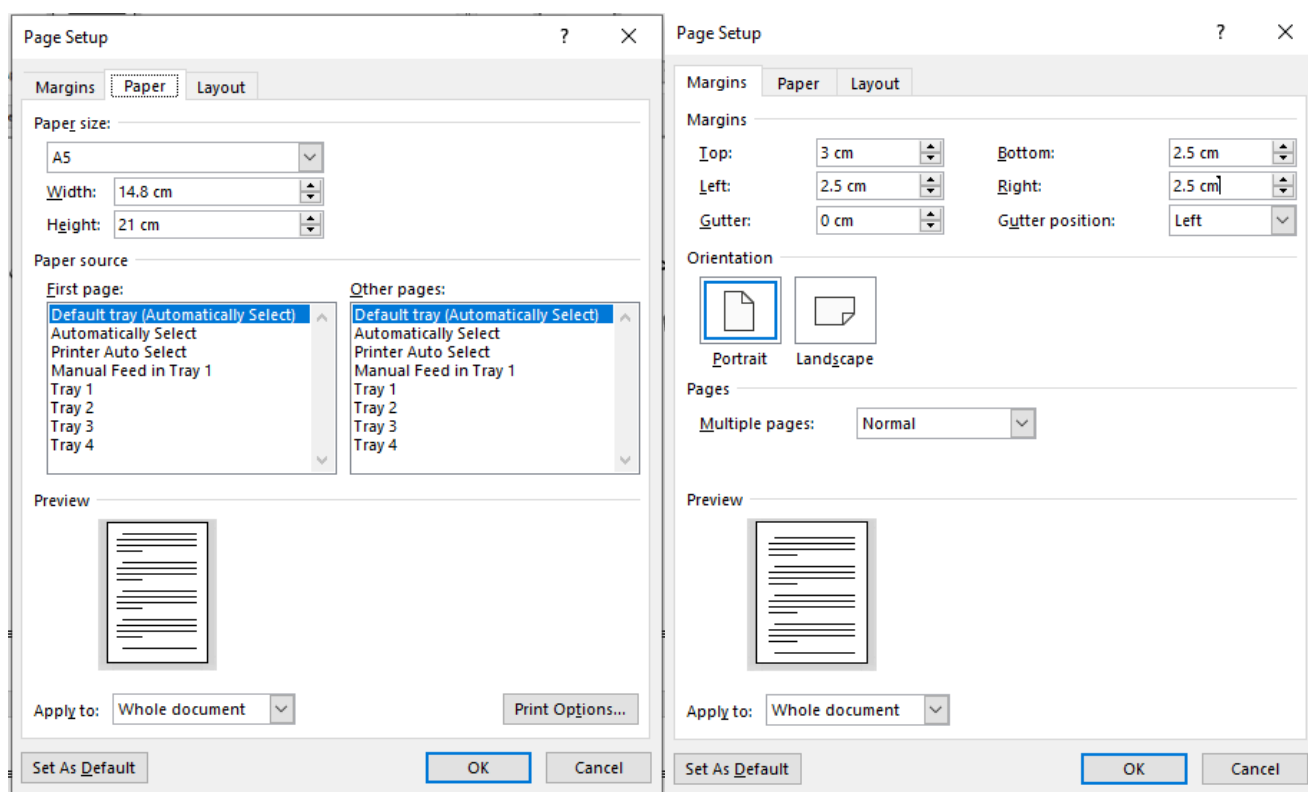 Page Setup ? ×
Margins Paper Layout
Paper size:
A5
Width: 14.8 cm
Height: 21 cm
Paper source
First page: Other pages:
Default tray (Automatically Select) Default tray (Automatically Select)
Automatically Select Automatically Select
Printer Auto Select Printer Auto Select
Manual Feed in Tray 1 Manual Feed in Tray 1
Tray 1 Tray 1
Tray 2 Tray 2
Tray 3 Tray 3
Tray 4 Tray 4
Preview
Apply to: Whole document Print Options...
Set As Default OK Cancel
Page Setup ? ×
Margins Paper Layout
Margins
Top: 3 cm Bottom: 2.5 cm
Left: 2.5 cm Right: 2.5 cm
Gutter: 0 cm Gutter position: Left
Orientation
Portrait Landscape
Pages
Multiple pages: Normal
Preview
Apply to: Whole document
Set As Default OK Cancel